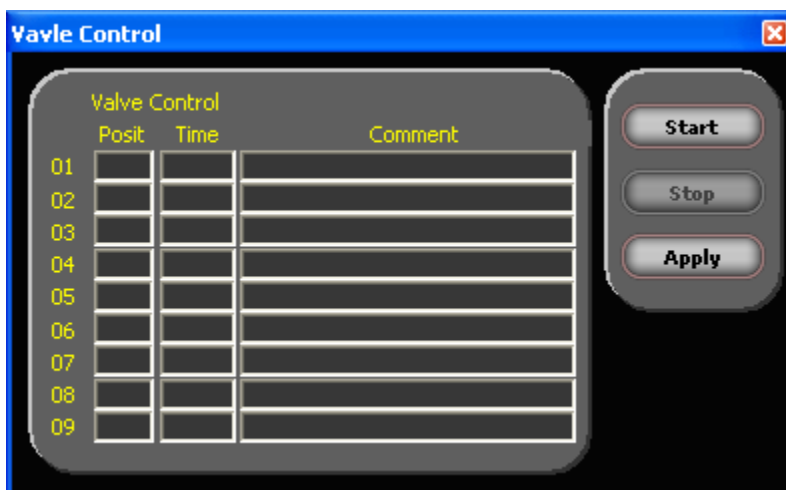 Vavle Control
Valve Control
Posit Time Comment
01
02
03
04
05
06
07
08
09
Start
Stop
Apply